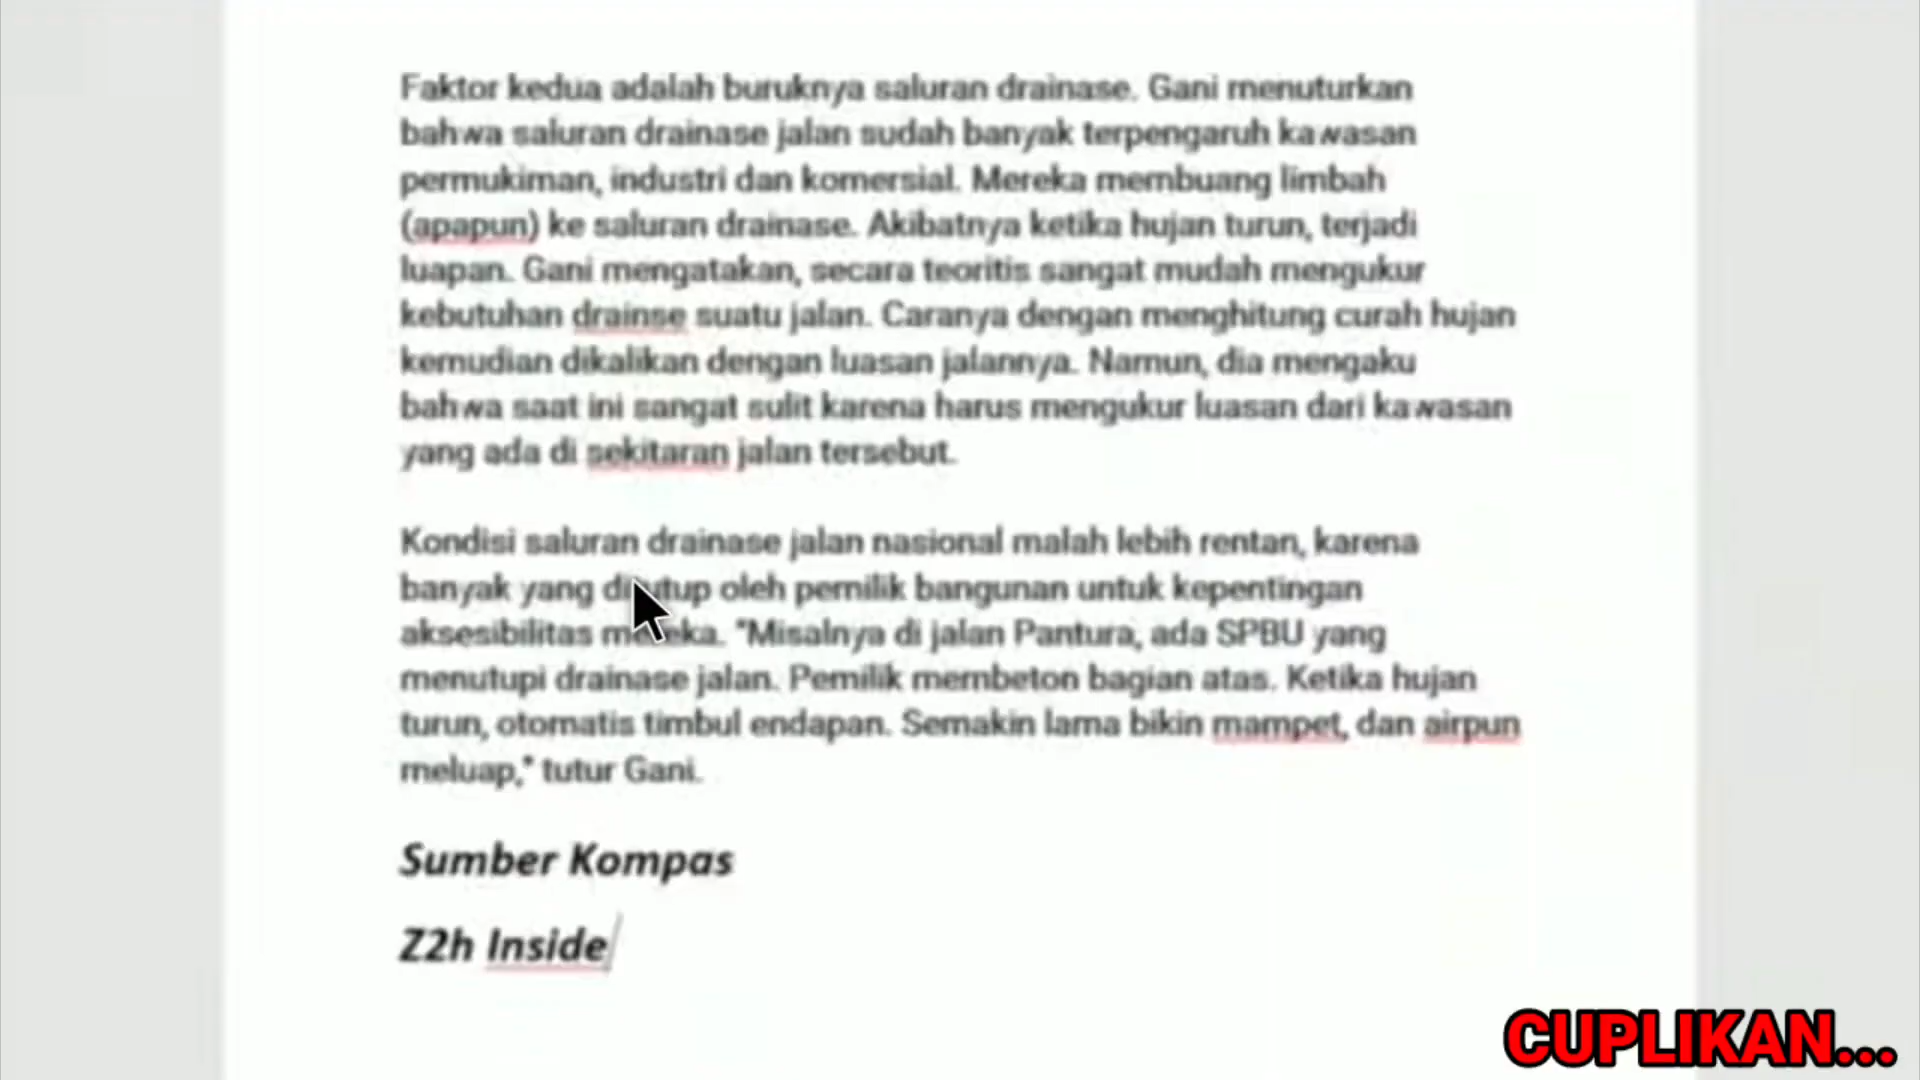 Faktor kedua adalah buruknya saluran drainase. Gani menuturkan
bahwa saluran drainase jalan sudah banyak terpengaruh kawasan
permukiman, industri dan komersial. Mereka membuang limbah
(apapun) ke saluran drainase. Akibatnya ketika hujan turun, terjadi
luapan. Gani mengatakan, secara teoritis sangat mudah mengukur
kebutuhan drainse suatu jalan. Caranya dengan menghitung curah hujan
kemudian dikalikan dengan luasan jalannya. Namun, dia mengaku
bahwa saat ini sangat sulit karena harus mengukur luasan dari kawasan
yang ada di sekitaran jalan tersebut.
Kondisi saluran drainase jalan nasional malah lebih rentan, karena
banyak yang ditutup oleh pemilik bangunan untuk kepentingan
aksesibilitas mereka. "Misalnya di jalan Pantura, ada SPBU yang
menutupi drainase jalan. Pemilik membeton bagian atas. Ketika hujan
turun, otomatis timbul endapan. Semakin lama bikin mampet, dan airpun
meluap," tutur Gani.
Sumber Kompas
Z2h Inside
CUPLIKAN...